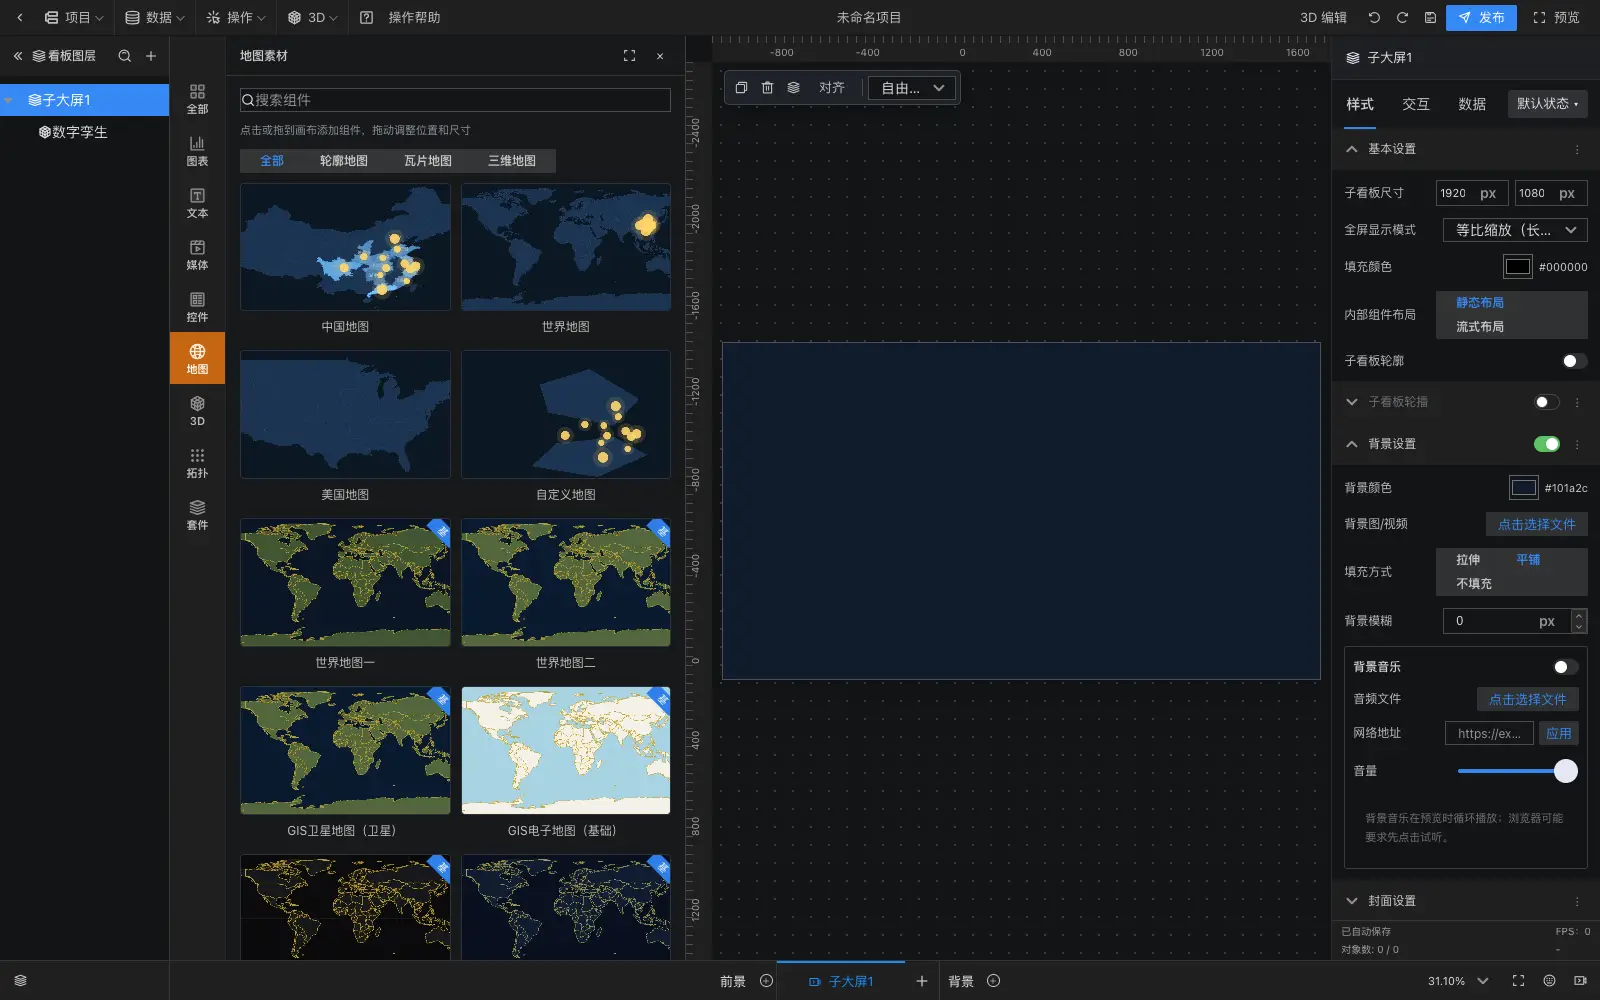 项目
数据
操作
3D
操作帮助
未命名项目
3D 编辑
发布
预览
看板图层
子大屏1
数字孪生
全部
图表
文本
媒体
控件
地图
3D
拓扑
套件
地图素材
搜索组件
点击或拖到画布添加组件，拖动调整位置和尺寸
全部 轮廓地图 瓦片地图 三维地图
中国地图
世界地图
美国地图
自定义地图
世界地图一
世界地图二
GIS卫星地图（卫星）
GIS电子地图（基础）
-800 -400 0 400 800 1200 1600
-2400
-2000
-1600
-1200
-800
-400
0
400
800
1200
对齐
自由...
子大屏1
样式 交互 数据 默认状态
基本设置
子看板尺寸 1920 px 1080 px
全屏显示模式 等比缩放（长...
填充颜色 #000000
内部组件布局
静态布局
流式布局
子看板轮廓
子看板轮播
背景设置
背景颜色 #101a2c
背景图/视频 点击选择文件
填充方式
拉伸 平铺
不填充
背景模糊 0 px
背景音乐
音频文件 点击选择文件
网络地址 https://ex... 应用
音量
背景音乐在预览时循环播放；浏览器可能
要求先点击试听。
封面设置
已自动保存 FPS: 0
对象数: 0 / 0 -
前景
子大屏1
背景
31.10%